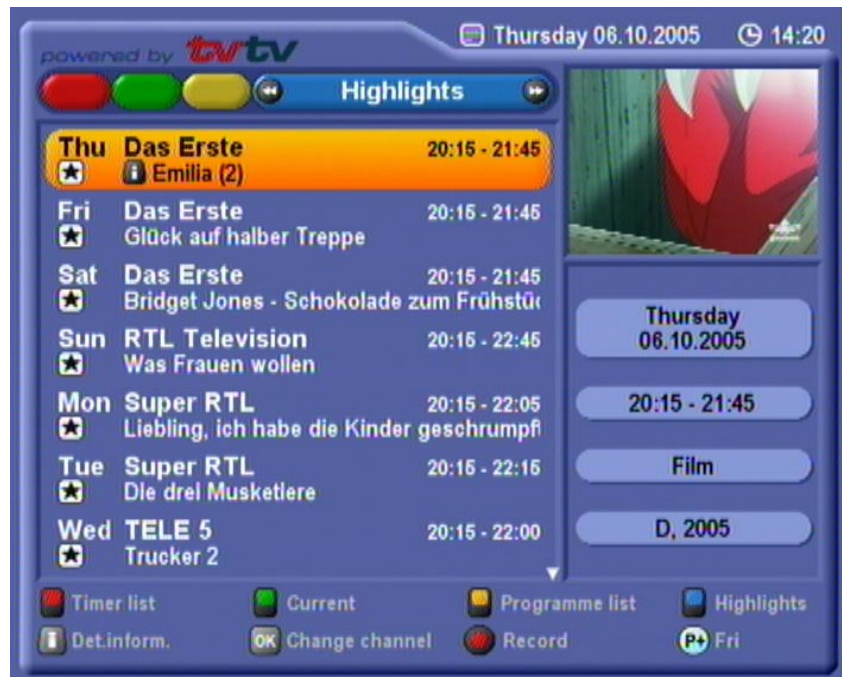 powered by tvtv
Thursday 06.10.2005 14:20
Highlights
Thu Das Erste 20:15 - 21:45
Emilia (2)
Fri Das Erste 20:15 - 21:45
Glück auf halber Treppe
Sat Das Erste 20:15 - 21:45
Bridget Jones - Schokolade zum Frühstüc
Sun RTL Television 20:15 - 22:45
Was Frauen wollen
Mon Super RTL 20:15 - 22:05
Liebling, ich habe die Kinder geschrumpft
Tue Super RTL 20:15 - 22:15
Die drei Musketiere
Wed TELE 5 20:15 - 22:00
Trucker 2
Thursday
06.10.2005
20:15 - 21:45
Film
D, 2005
Timer list Current Programme list Highlights
i Det.inform. OK Change channel Record P+ Fri